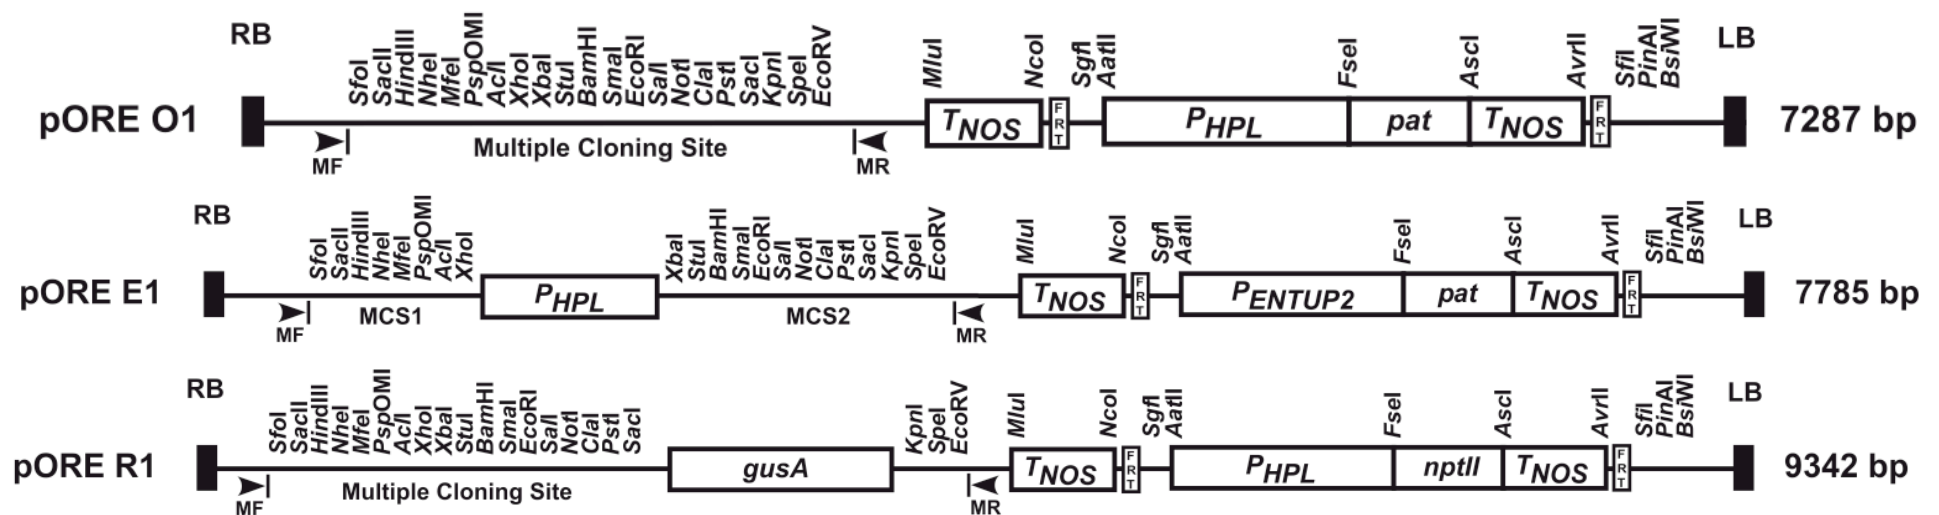 RB SfoI SacII HindIII NheI MfeI PspOMI AclI XhoI XbaI StuI BamHI SmaI EcoRI SalI NotI ClaI PstI SacI KpnI SpeI EcoRV MluI NcoI SgfI AatII FseI AscI AvrII SfiI PinAI BsiWI LB
pORE O1 TNOS FRT PHPL pat TNOS FRT 7287 bp
MF Multiple Cloning Site MR
RB SfoI SacII HindIII NheI MfeI PspOMI AclI XhoI XbaI StuI BamHI SmaI EcoRI SalI NotI ClaI PstI SacI KpnI SpeI EcoRV MluI NcoI SgfI AatII FseI AscI AvrII SfiI PinAI BsiWI LB
pORE E1 PHPL TNOS FRT PENTUP2 pat TNOS FRT 7785 bp
MF MCS1 MCS2 MR
RB SfoI SacII HindIII NheI MfeI PspOMI AclI XhoI XbaI StuI BamHI SmaI EcoRI SalI NotI ClaI PstI SacI KpnI SpeI EcoRV MluI NcoI SgfI AatII FseI AscI AvrII SfiI PinAI BsiWI LB
pORE R1 gusA TNOS FRT PHPL nptII TNOS FRT 9342 bp
MF Multiple Cloning Site MR